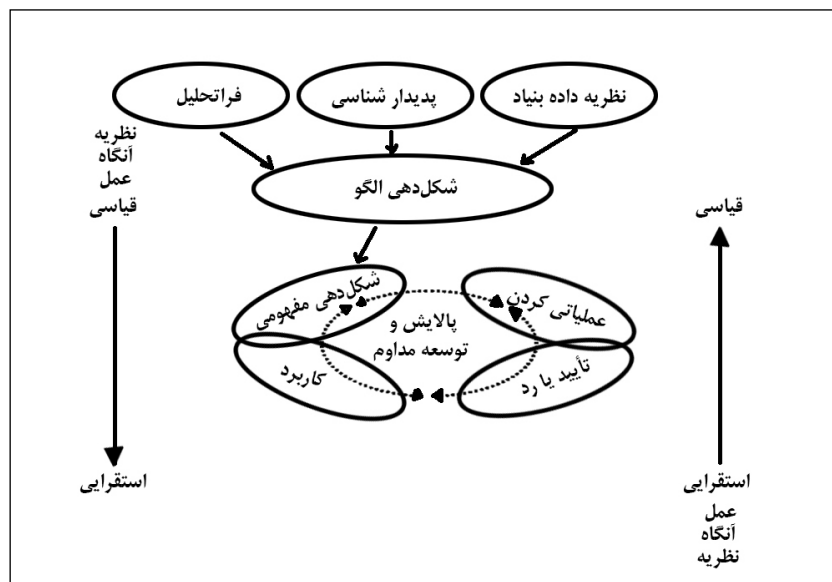 نظریه داده بنیاد
پدیدار شناسی
فراتحلیل
شکل‌دهی الگو
قیاسی
استقرایی
عمل
آنگاه
نظریه
نظریه
آنگاه
عمل
قیاسی
استقرایی
عملیاتی کردن
شکل‌دهی مفهومی
پالایش و
توسعه مداوم
تأیید یا رد
کاربرد